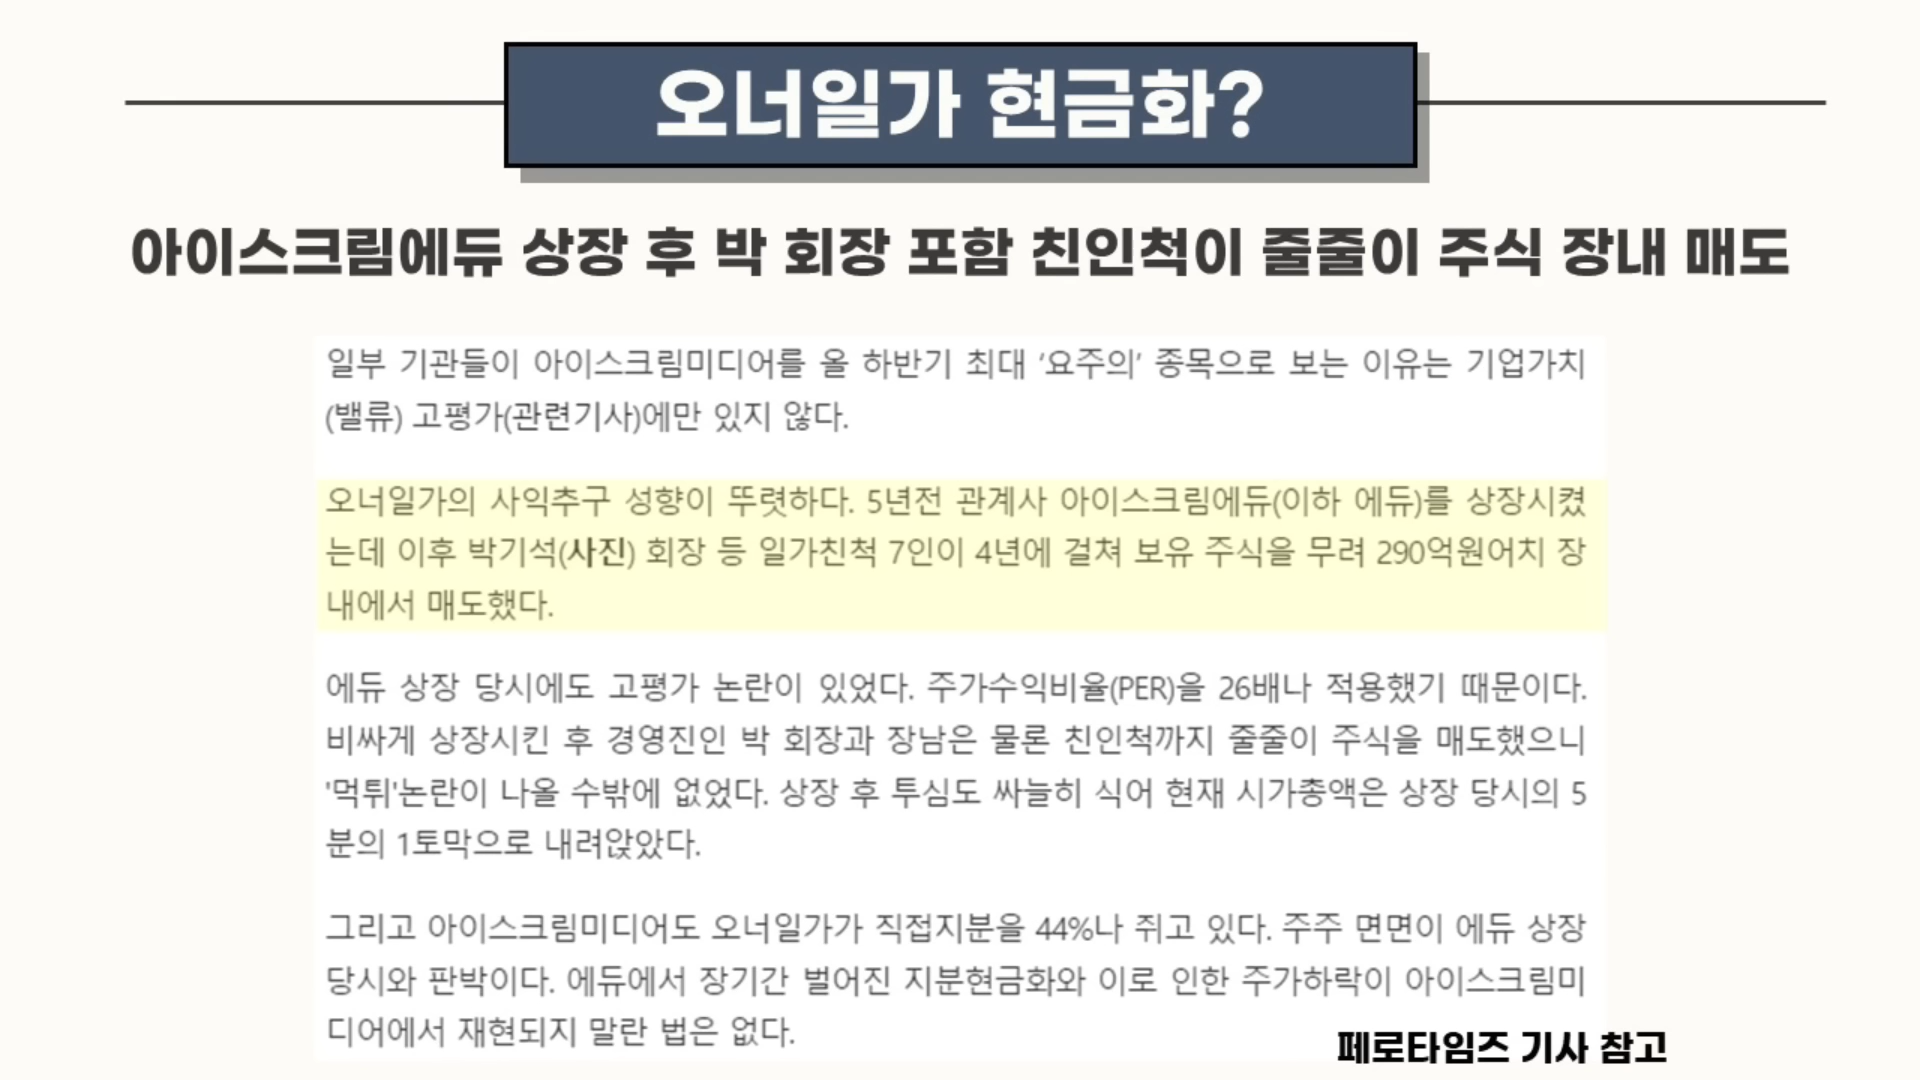 오너일가 현금화?
아이스크림에듀 상장 후 박 회장 포함 친인척이 줄줄이 주식 장내 매도
일부 기관들이 아이스크림미디어를 올 하반기 최대 ‘요주의’ 종목으로 보는 이유는 기업가치
(밸류) 고평가(관련기사)에만 있지 않다.
오너일가의 사익추구 성향이 뚜렷하다. 5년전 관계사 아이스크림에듀(이하 에듀)를 상장시켰
는데 이후 박기석(사진) 회장 등 일가친척 7인이 4년에 걸쳐 보유 주식을 무려 290억원어치 장
내에서 매도했다.
에듀 상장 당시에도 고평가 논란이 있었다. 주가수익비율(PER)을 26배나 적용했기 때문이다.
비싸게 상장시킨 후 경영진인 박 회장과 장남은 물론 친인척까지 줄줄이 주식을 매도했으니
'먹튀'논란이 나올 수밖에 없었다. 상장 후 투심도 싸늘히 식어 현재 시가총액은 상장 당시의 5
분의 1토막으로 내려앉았다.
그리고 아이스크림미디어도 오너일가가 직접지분을 44%나 쥐고 있다. 주주 면면이 에듀 상장
당시와 판박이다. 에듀에서 장기간 벌어진 지분현금화와 이로 인한 주가하락이 아이스크림미
디어에서 재현되지 말란 법은 없다.
페로타임즈 기사 참고